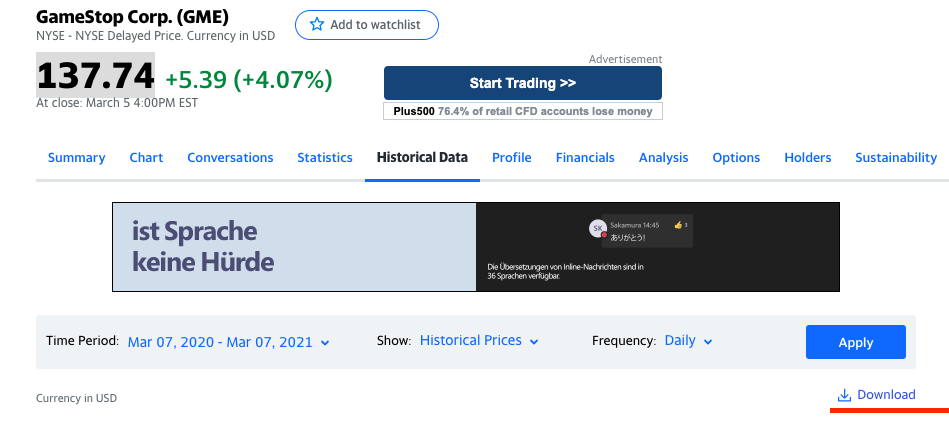 GameStop Corp. (GME)
Add to watchlist
NYSE - NYSE Delayed Price. Currency in USD
137.74 +5.39 (+4.07%)
At close: March 5 4:00PM EST
Advertisement
Start Trading >>
Plus500 76.4% of retail CFD accounts lose money
Summary Chart Conversations Statistics Historical Data Profile Financials Analysis Options Holders Sustainability
ist Sprache
keine Hürde
SK
Sakamura 14:45 👍 3
ありがとう!
Die Übersetzungen von Inline-Nachrichten sind in
36 Sprachen verfügbar.
Time Period: Mar 07, 2020 - Mar 07, 2021 Show: Historical Prices Frequency: Daily Apply
Currency in USD
Download